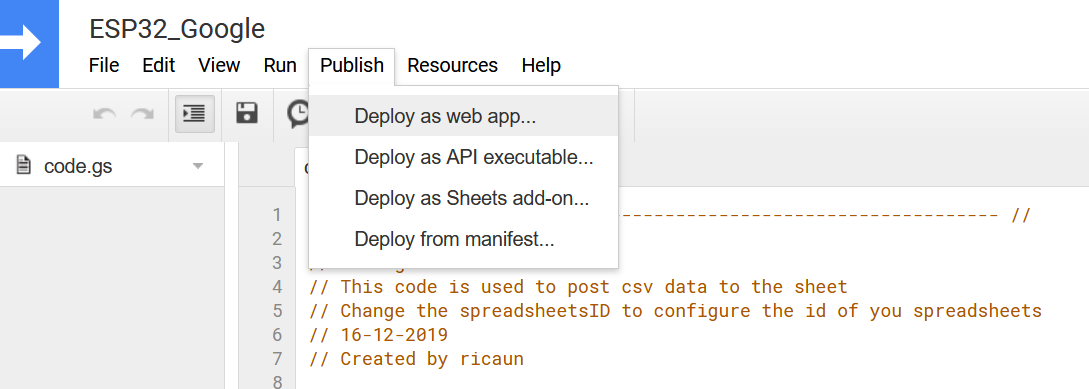 ESP32_Google
File Edit View Run Publish Resources Help
Deploy as web app...
Deploy as API executable...
Deploy as Sheets add-on...
Deploy from manifest...
code.gs
1 ---------------------------------- //
2
3
4 // This code is used to post csv data to the sheet
5 // Change the spreadsheetsID to configure the id of you spreadsheets
6 // 16-12-2019
7 // Created by ricaun
8